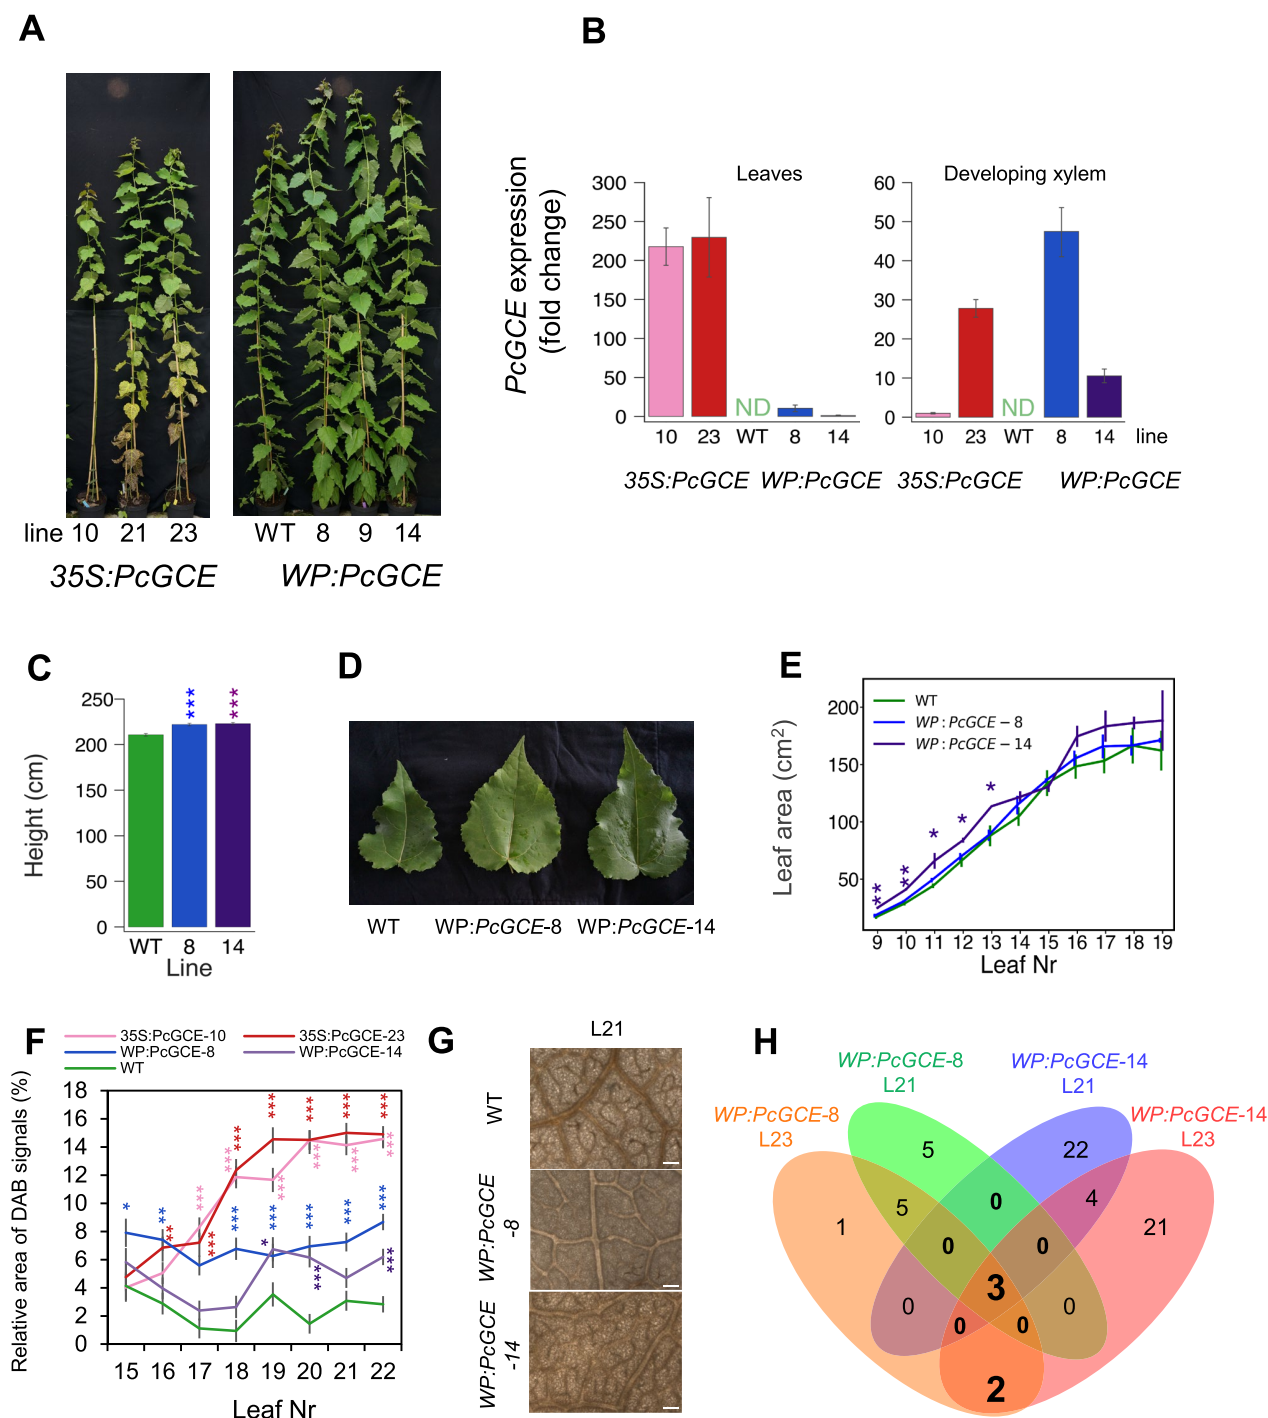 A
line 10 21 23 WT 8 9 14
35S:PcGCE WP:PcGCE
B
PcGCE expression
(fold change)
Leaves Developing xylem
300
250
200
150
100
50
0
ND
10 23 WT 8 14
60
50
40
30
20
10
0
ND
10 23 WT 8 14 line
35S:PcGCE WP:PcGCE 35S:PcGCE WP:PcGCE
C
Height (cm)
250
200
150
100
50
0
*** ***
WT 8 14
Line
D
WT WP:PcGCE-8 WP:PcGCE-14
E
Leaf area (cm2)
200
150
100
50
WT
WP : PcGCE – 8
WP : PcGCE – 14
** ** * * *
9 10 11 12 13 14 15 16 17 18 19
Leaf Nr
F
35S:PcGCE-10 35S:PcGCE-23
WP:PcGCE-8 WP:PcGCE-14
WT
Relative area of DAB signals (%)
18
16
14
12
10
8
6
4
2
0
*** *** *** ***
*** *** *** *** ***
*** ***
* ** *** *** *** *** ***
** *** * *** ***
15 16 17 18 19 20 21 22
Leaf Nr
G
L21
WT
WP:PcGCE
-8
WP:PcGCE
-14
H
WP:PcGCE-8
L21
WP:PcGCE-14
L21
WP:PcGCE-8
L23
WP:PcGCE-14
L23
5 22
5 0 4
1 21
0 0
3
0 0
0 0
2